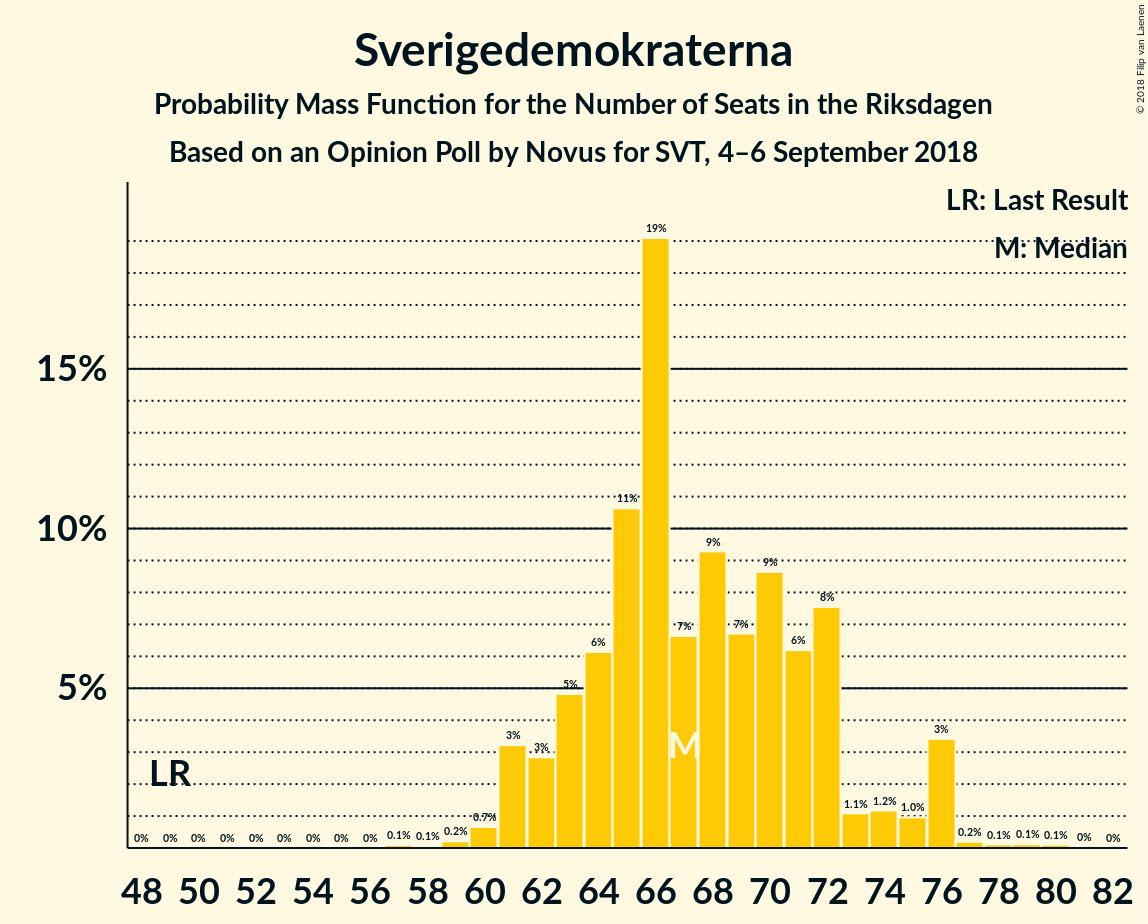 Sverigedemokraterna
Probability Mass Function for the Number of Seats in the Riksdagen
Based on an Opinion Poll by Novus for SVT, 4–6 September 2018
© 2018 Filip van Laenen
LR: Last Result
M: Median
15%
10%
5%
0% 0% 0% 0% 0% 0% 0% 0% 0% 0.1% 0.1% 0.2% 0.7% 3% 3% 5% 6% 11% 19% 7% 9% 7% 9% 6% 8% 1.1% 1.2% 1.0% 3% 0.2% 0.1% 0.1% 0.1% 0% 0%
LR
M
48 50 52 54 56 58 60 62 64 66 68 70 72 74 76 78 80 82